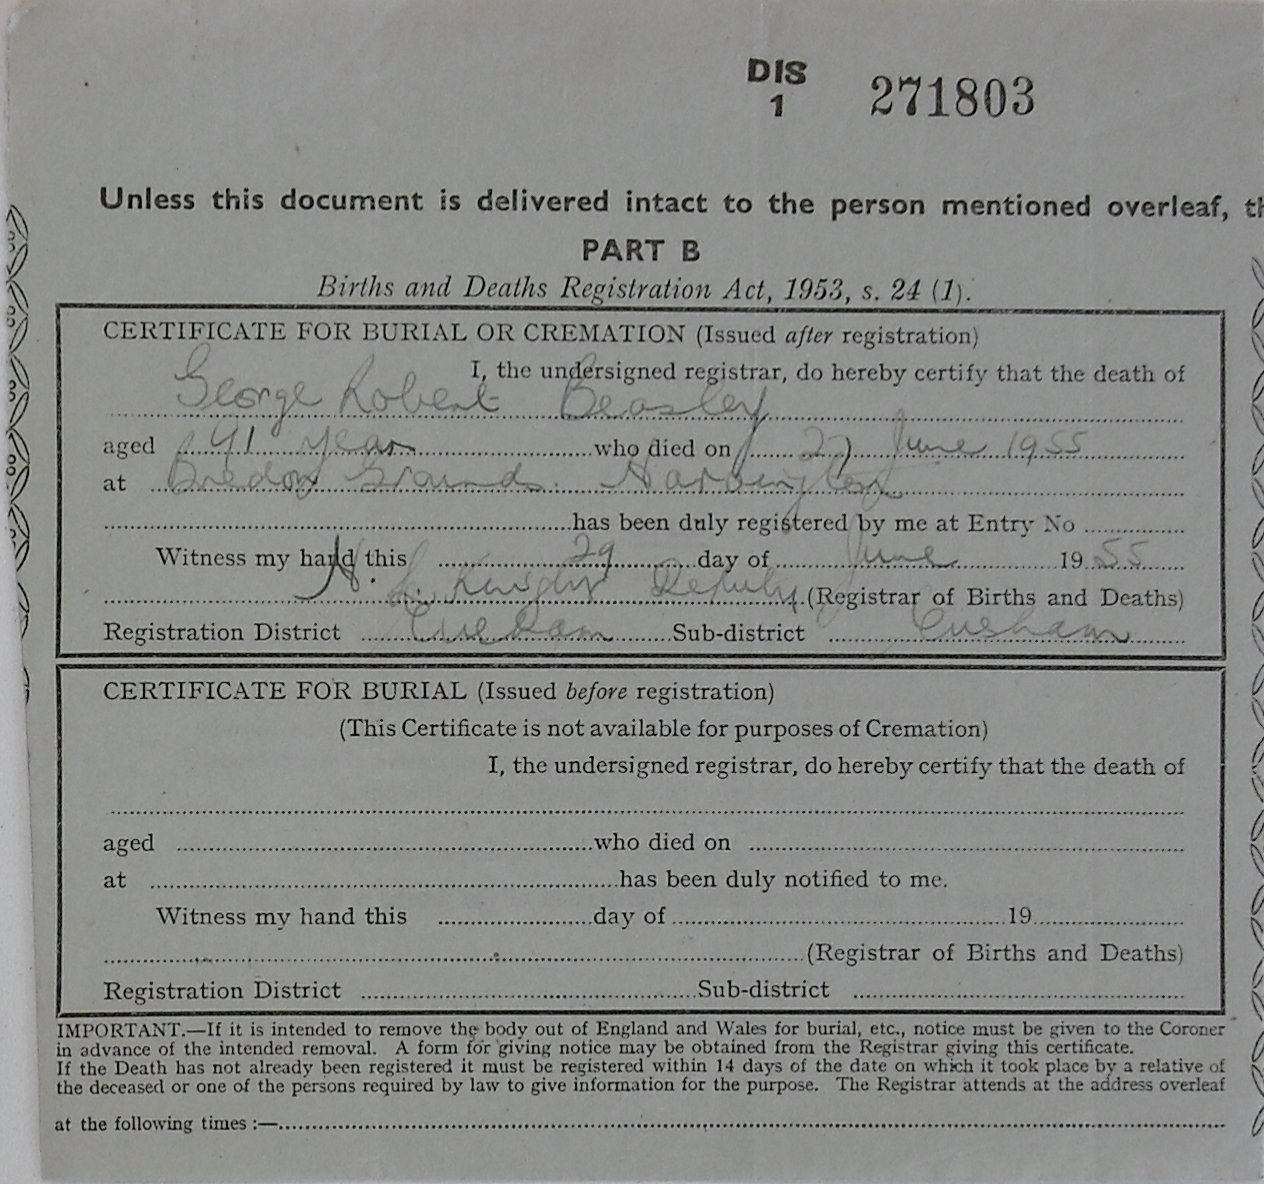 DIS
1 271803
Unless this document is delivered intact to the person mentioned overleaf, th
PART B
Births and Deaths Registration Act, 1953, s. 24 (1).
CERTIFICATE FOR BURIAL OR CREMATION (Issued after registration)
I, the undersigned registrar, do hereby certify that the death of
George Robert Beasley
aged 91 years who died on 27 June 1955
at Bredon Grounds. Harvington
has been duly registered by me at Entry No
Witness my hand this 29 day of June 1955
H. L. Knight Deputy (Registrar of Births and Deaths)
Registration District Evesham Sub-district Evesham
CERTIFICATE FOR BURIAL (Issued before registration)
(This Certificate is not available for purposes of Cremation)
I, the undersigned registrar, do hereby certify that the death of
aged who died on
at has been duly notified to me.
Witness my hand this day of 19
(Registrar of Births and Deaths)
Registration District Sub-district
IMPORTANT.—If it is intended to remove the body out of England and Wales for burial, etc., notice must be given to the Coroner
in advance of the intended removal. A form for giving notice may be obtained from the Registrar giving this certificate.
If the Death has not already been registered it must be registered within 14 days of the date on which it took place by a relative of
the deceased or one of the persons required by law to give information for the purpose. The Registrar attends at the address overleaf
at the following times :—